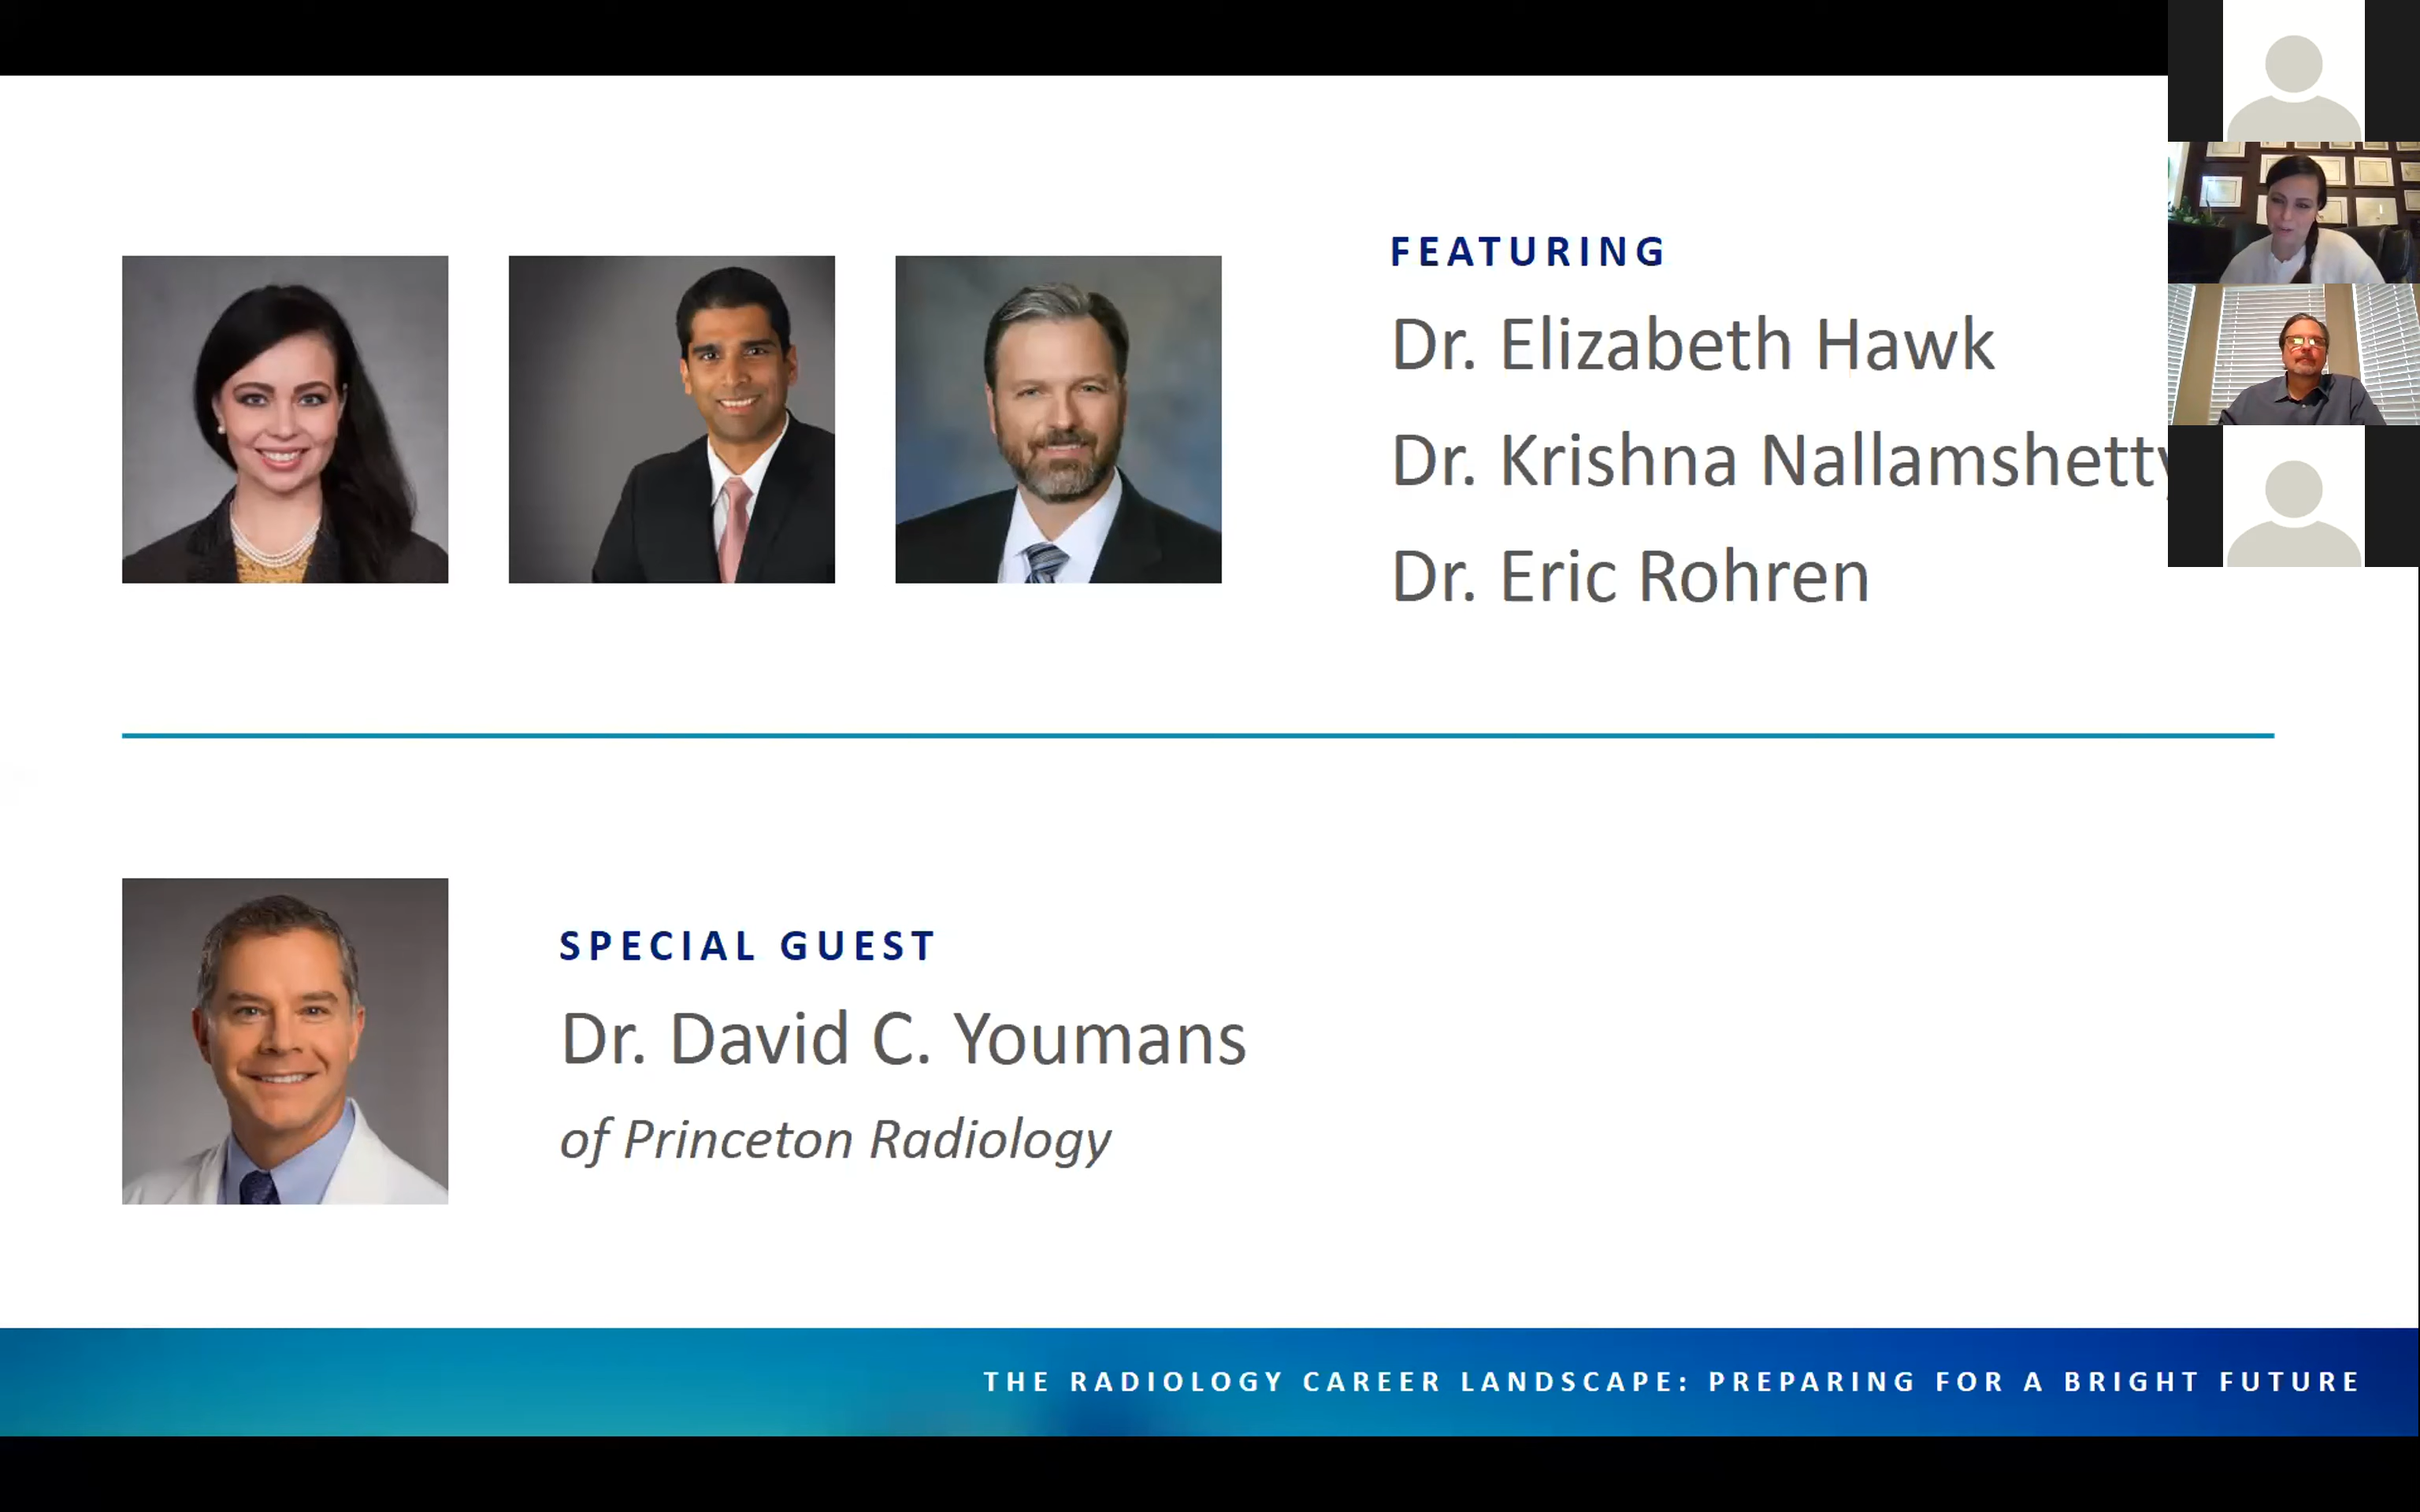 FEATURING
Dr. Elizabeth Hawk
Dr. Krishna Nallamshetty
Dr. Eric Rohren
SPECIAL GUEST
Dr. David C. Youmans
of Princeton Radiology
THE RADIOLOGY CAREER LANDSCAPE: PREPARING FOR A BRIGHT FUTURE